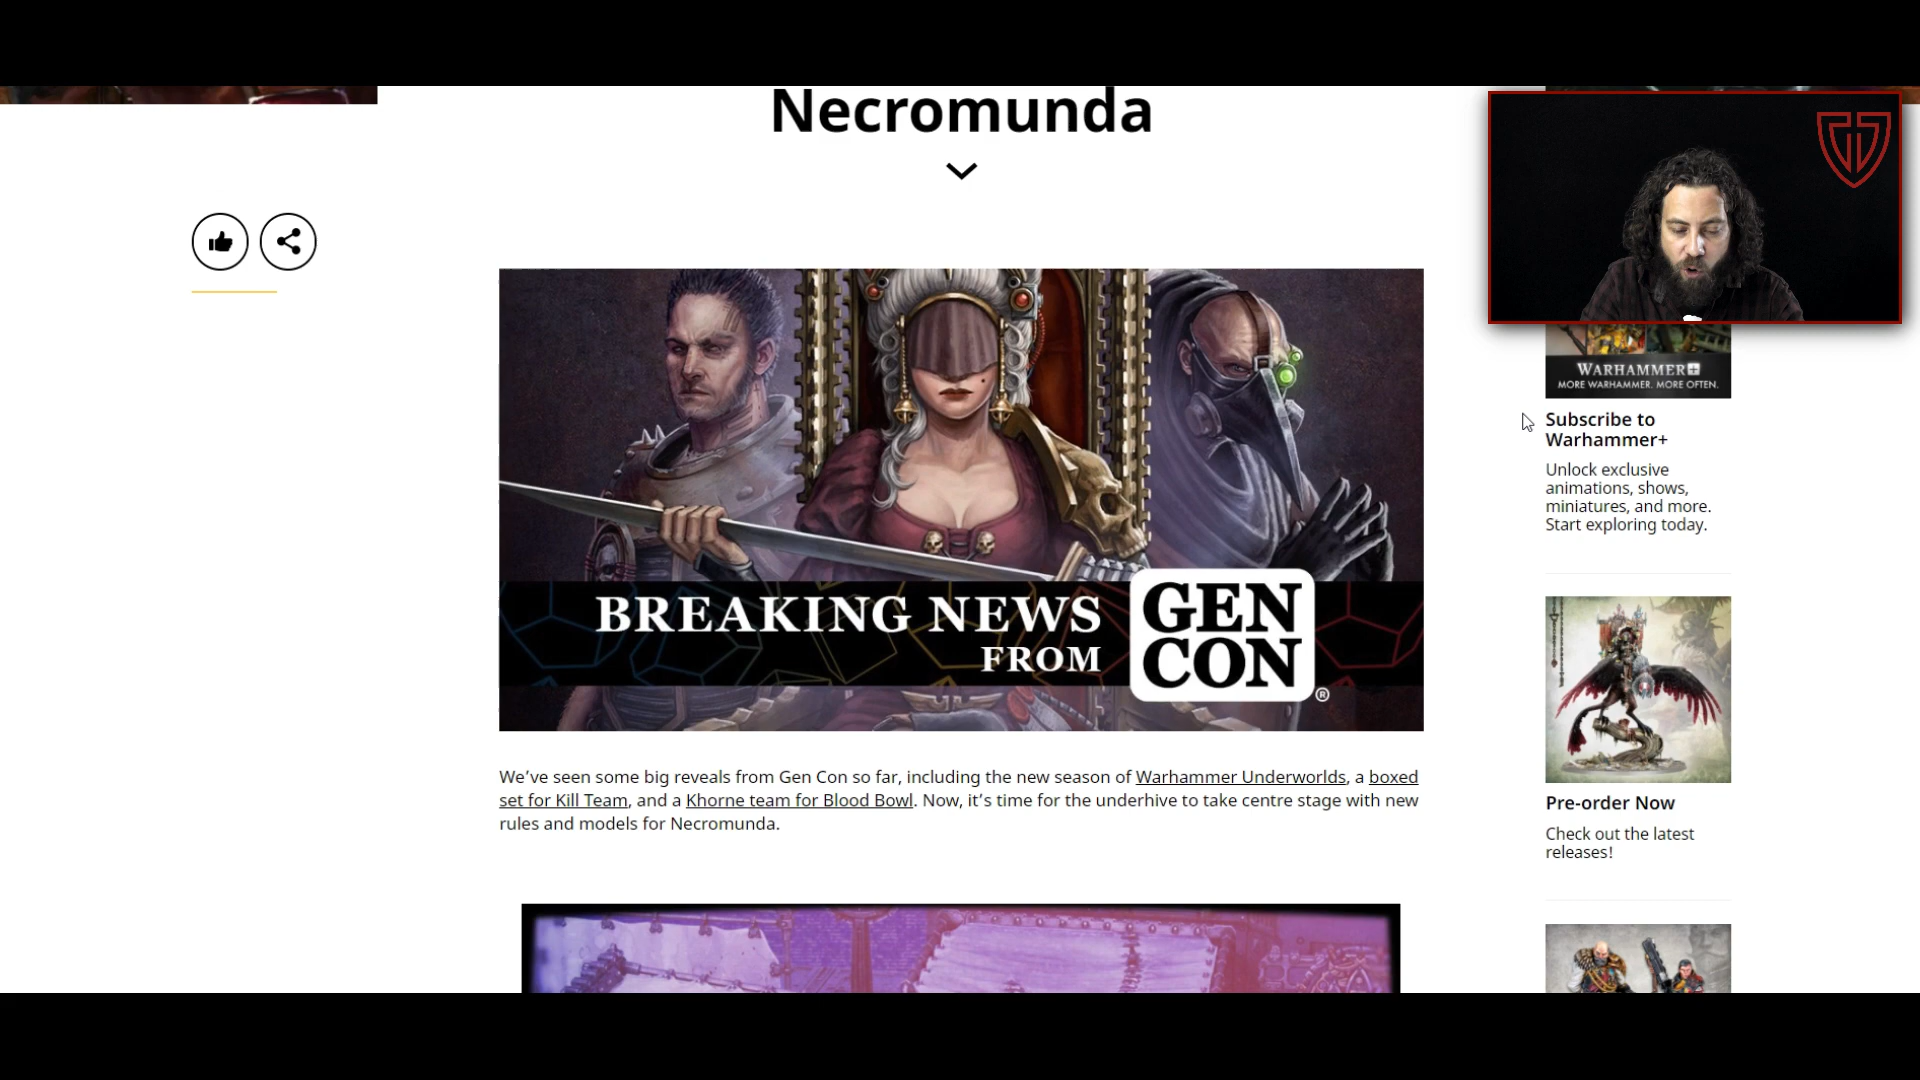 Necromunda
BREAKING NEWS
FROM
GEN
CON®
We’ve seen some big reveals from Gen Con so far, including the new season of Warhammer Underworlds, a boxed
set for Kill Team, and a Khorne team for Blood Bowl. Now, it’s time for the underhive to take centre stage with new
rules and models for Necromunda.
WARHAMMER+
MORE WARHAMMER. MORE OFTEN.
Subscribe to
Warhammer+
Unlock exclusive
animations, shows,
miniatures, and more.
Start exploring today.
Pre-order Now
Check out the latest
releases!